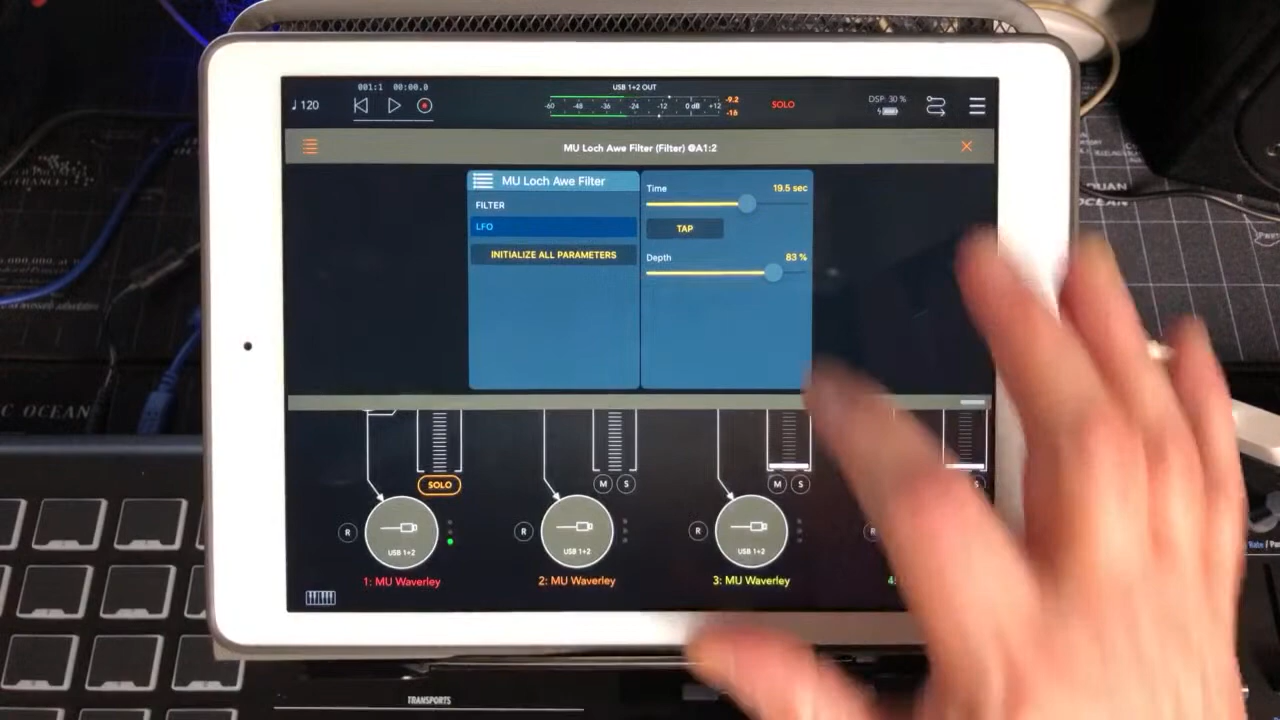 001:1 00:00.0
USB 1+2 OUT
♩ 120
-60 -48 -36 -24 -12 0 dB +12
-9.2
-16
SOLO
DSP: 30 %
MU Loch Awe Filter (Filter) @A1:2
MU Loch Awe Filter
FILTER
LFO
INITIALIZE ALL PARAMETERS
Time 19.5 sec
TAP
Depth 83 %
SOLO
M S
M S
S
R
R
R
R
USB 1+2
USB 1+2
USB 1+2
1: MU Waverley
2: MU Waverley
3: MU Waverley
4:
TRANSPORTS
OCEAN
OCEAN